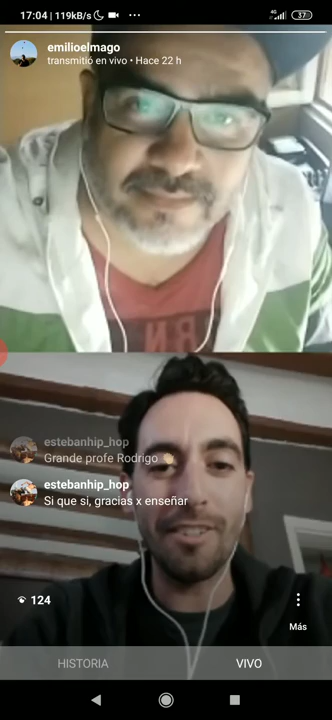 17:04 | 119kB/s
4G
37
emilioelmago
transmitió en vivo • Hace 22 h
estebanhip_hop
Grande profe Rodrigo 👏
estebanhip_hop
Si que si, gracias x enseñar
124
Más
HISTORIA
VIVO